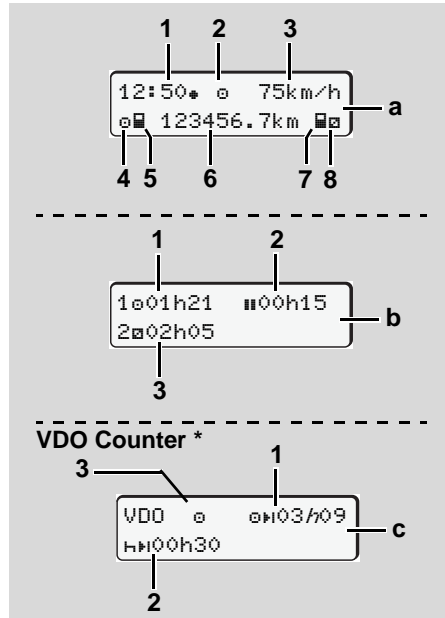 1 2 3
12:50● ⊙ 75km/h
a
⊙ 123456.7km
4 5 6 7 8
1 2
1⊙01h21 00h15
b
2 02h05
3
VDO Counter *
3 1
VDO ⊙ ⊙ 03h09
c
00h30
2